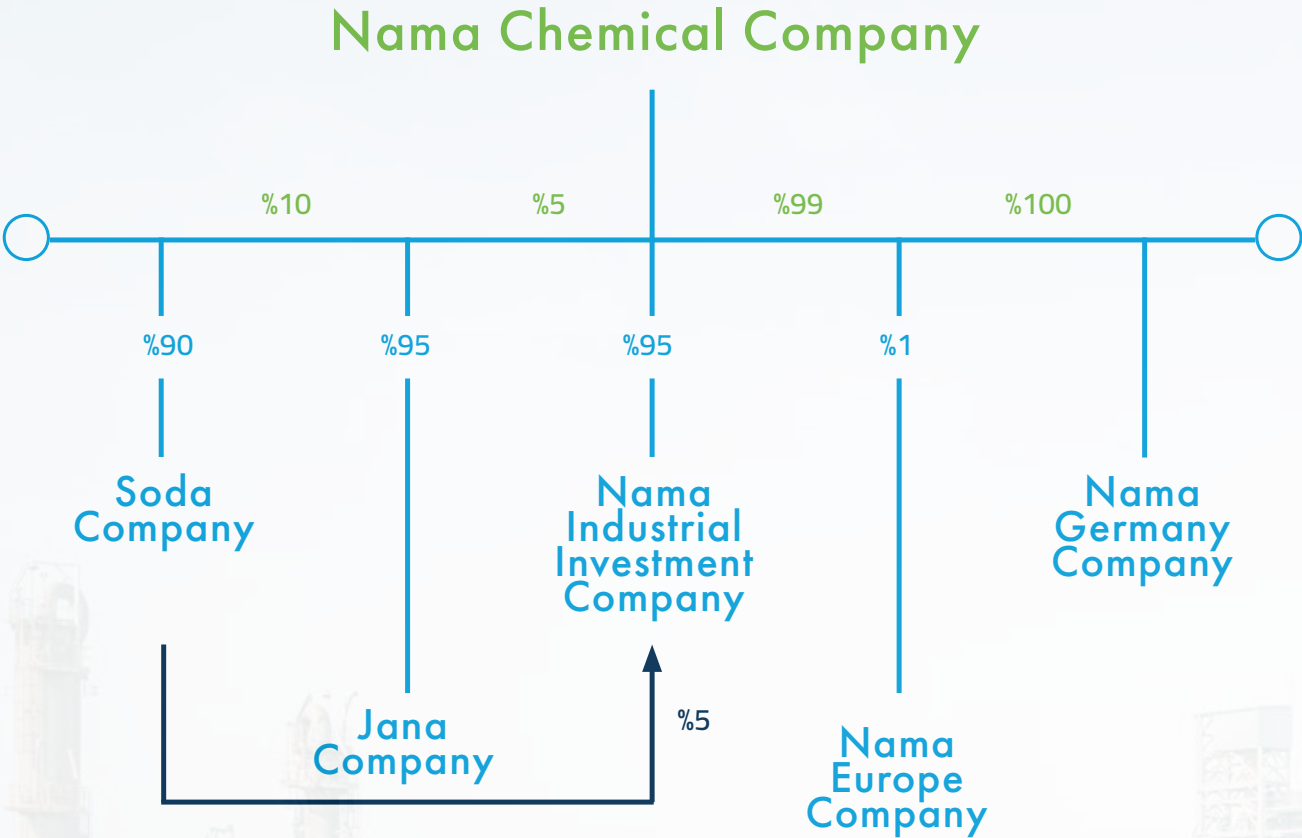 Nama Chemical Company
%10
%5
%99
%100
%90
%95
%95
%1
Soda
Company
Nama
Industrial
Investment
Company
Nama
Germany
Company
Jana
Company
%5
Nama
Europe
Company